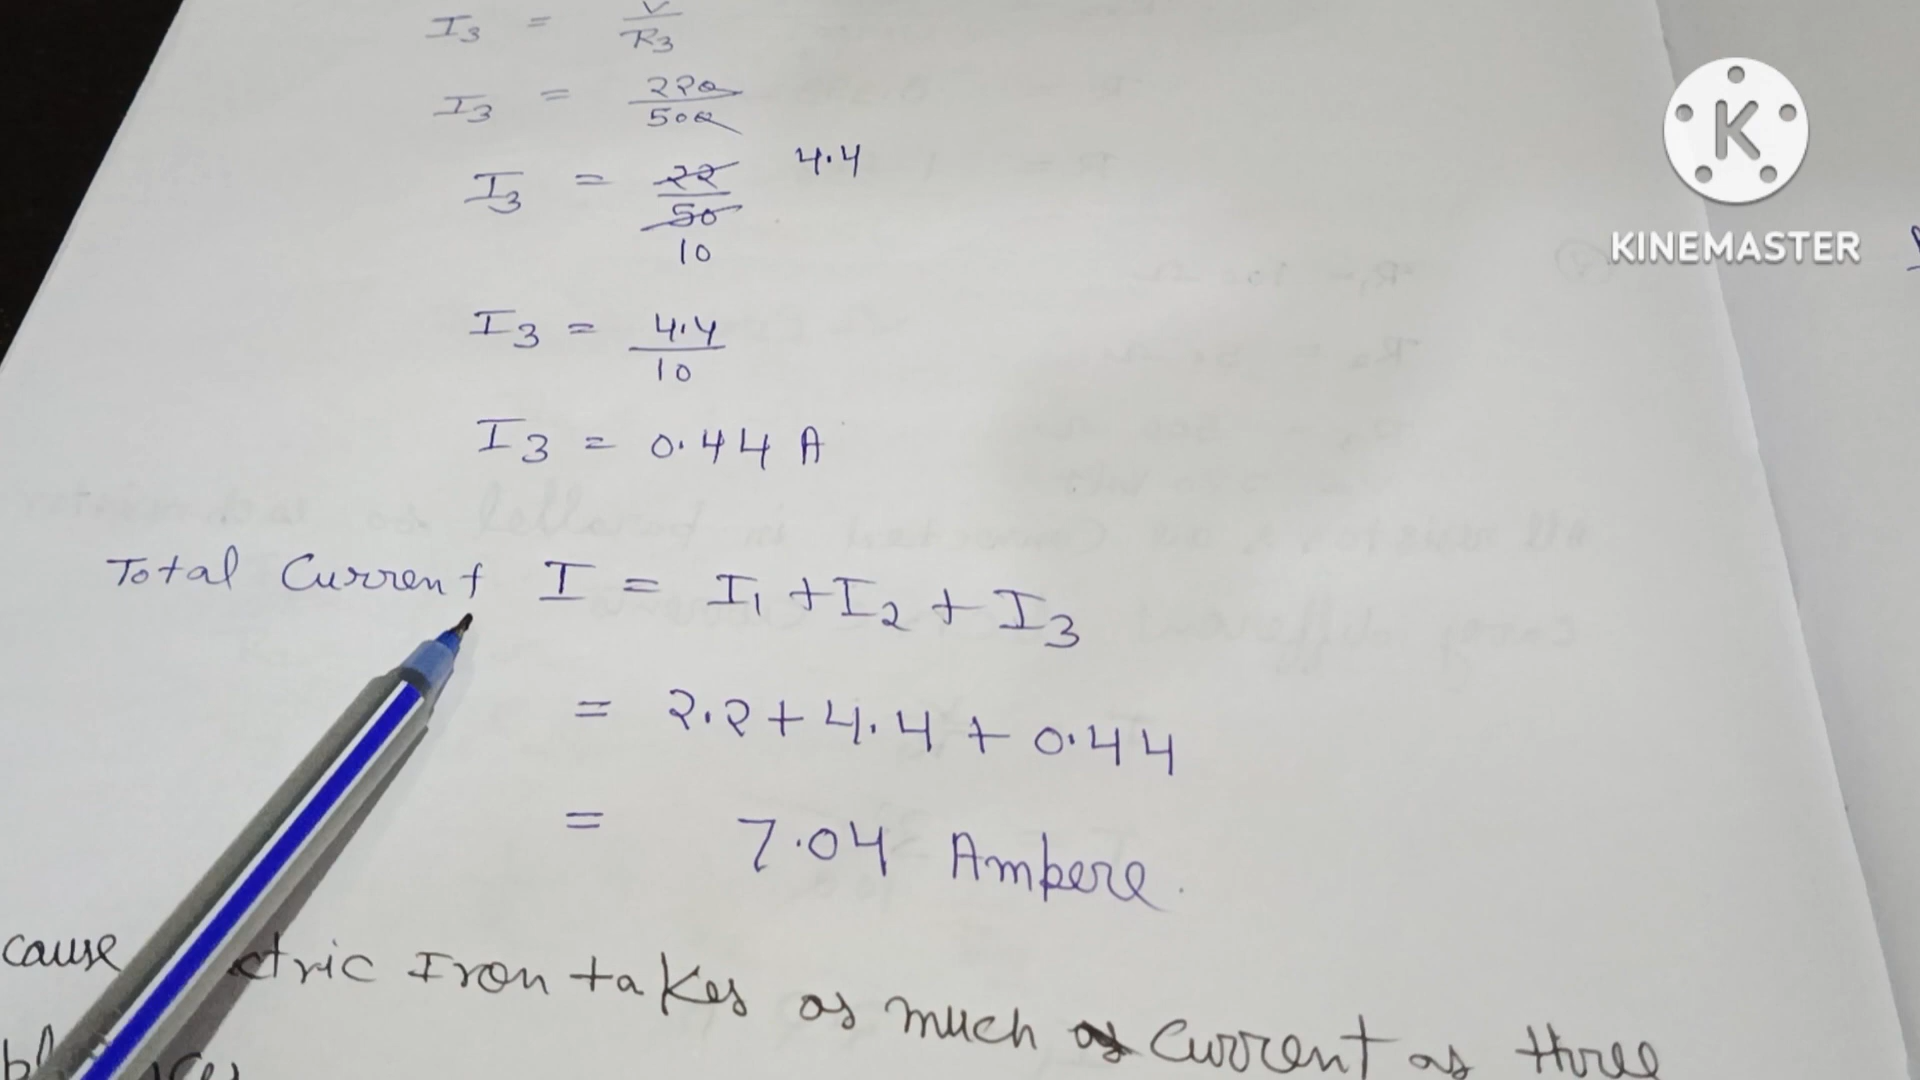 I3 = V/R3
I3 = 220/500
I3 = 22/50 4.4
10
I3 = 4.4/10
I3 = 0.44 A
Total Current I = I1 + I2 + I3
= 2.2 + 4.4 + 0.44
= 7.04 Ampere.
cause ctric Iron takes as much as Current as three
KINEMASTER